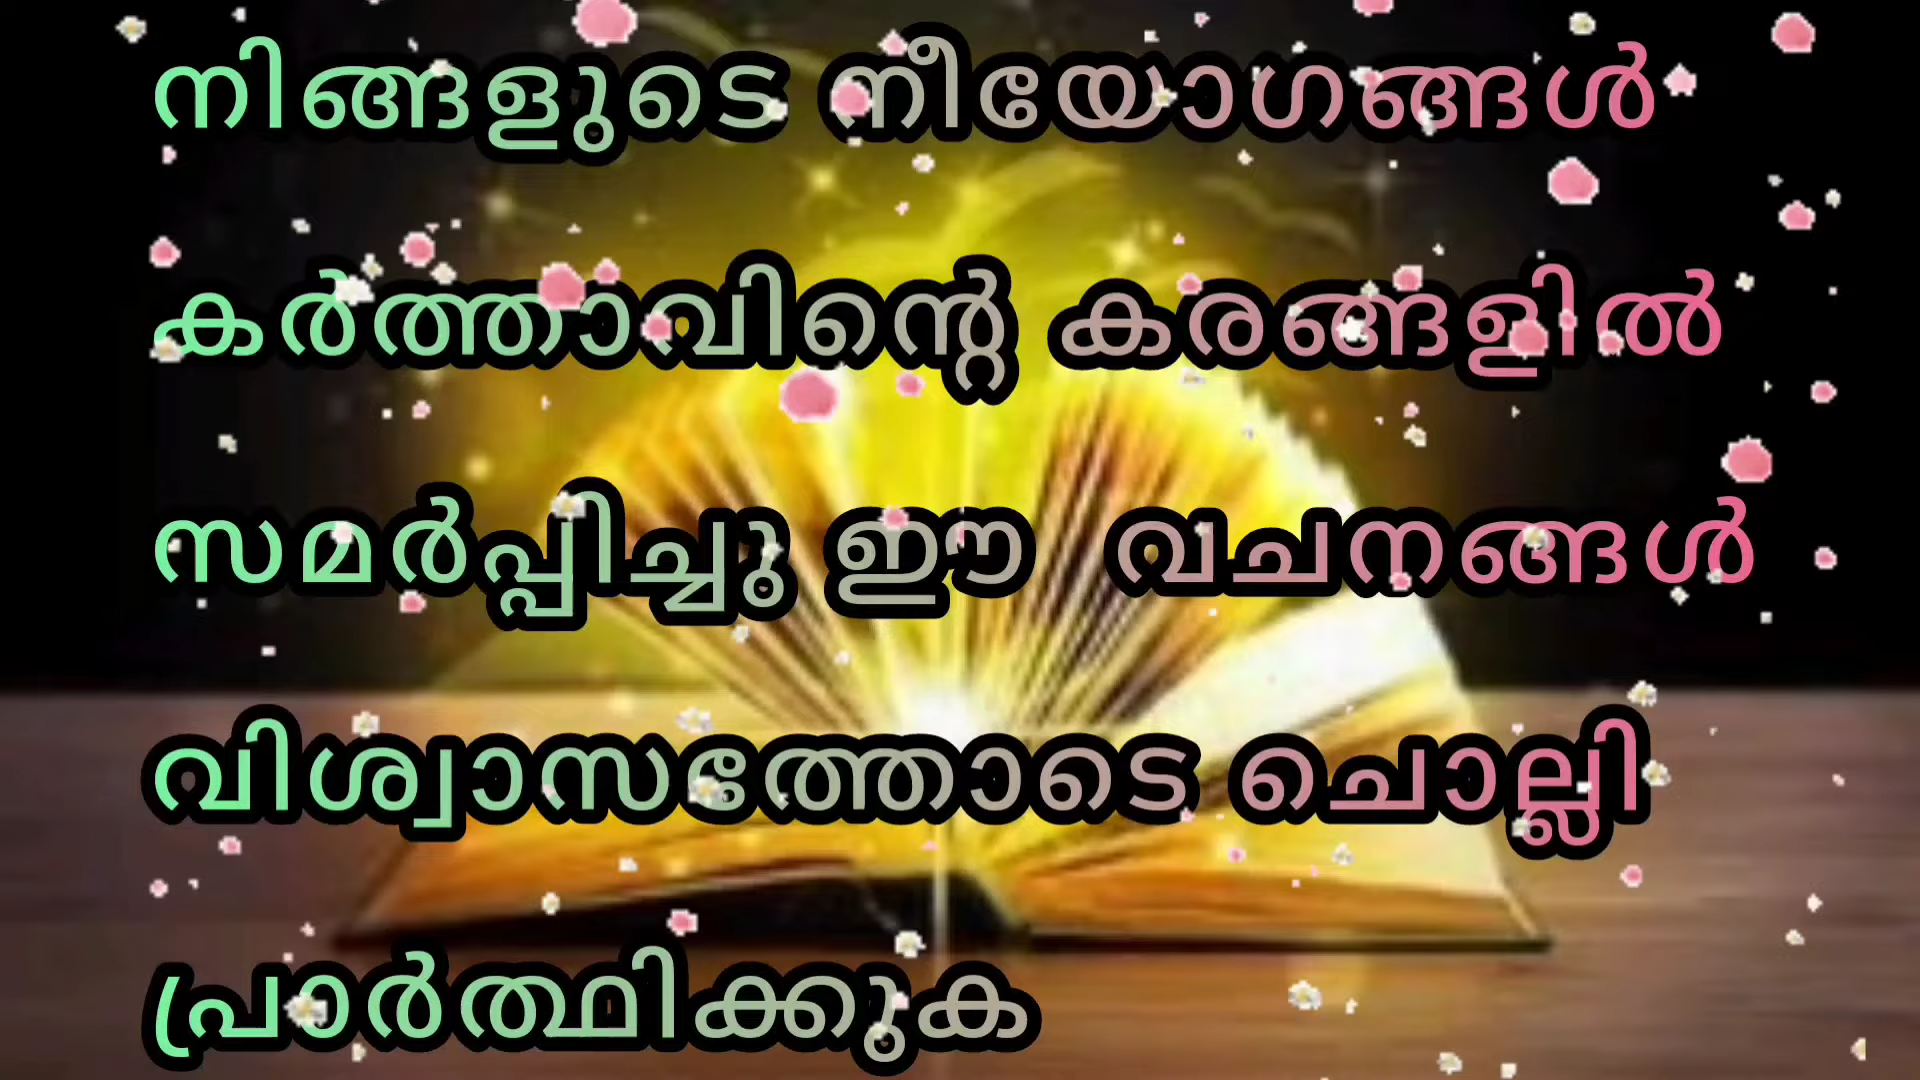 നിങ്ങളുടെ നീയോഗങ്ങൾ
കർത്താവിന്റെ കരങ്ങളിൽ
സമർപ്പിച്ചു ഈ വചനങ്ങൾ
വിശ്വാസത്തോടെ ചൊല്ലി
പ്രാർത്ഥിക്കുക